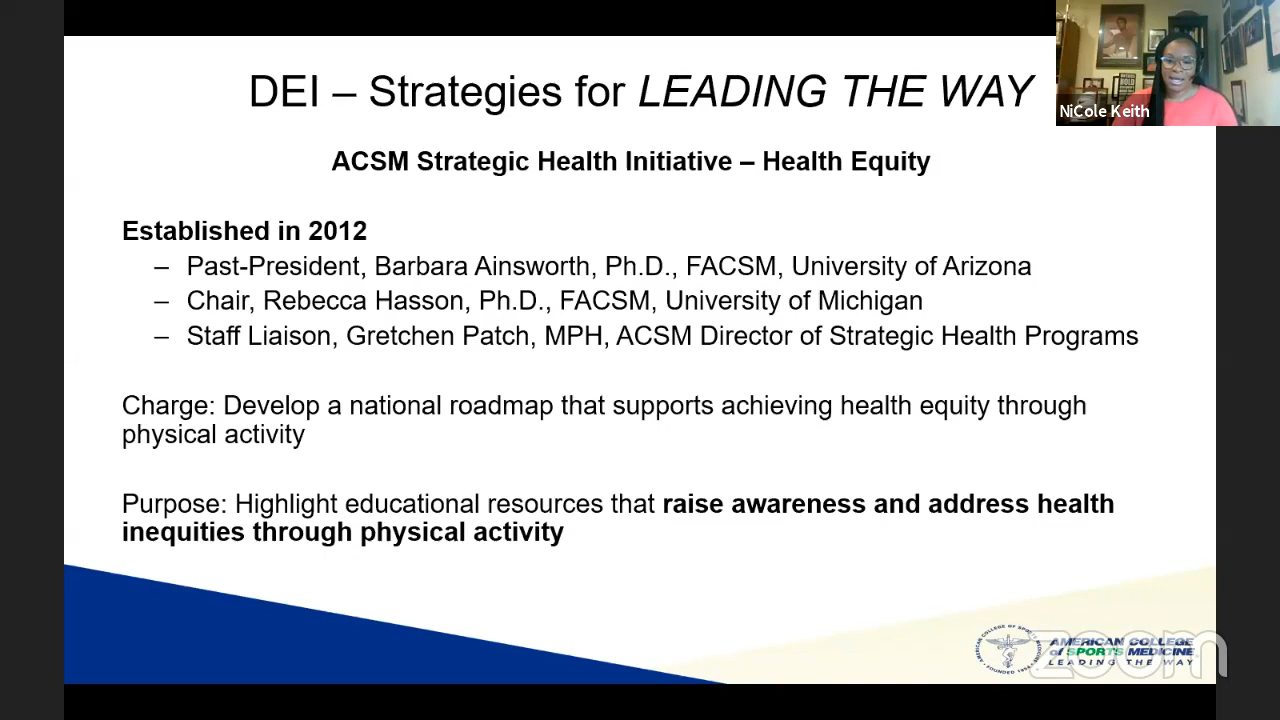 DEI – Strategies for LEADING THE WAY
NiCole Keith
ACSM Strategic Health Initiative – Health Equity
Established in 2012
– Past-President, Barbara Ainsworth, Ph.D., FACSM, University of Arizona
– Chair, Rebecca Hasson, Ph.D., FACSM, University of Michigan
– Staff Liaison, Gretchen Patch, MPH, ACSM Director of Strategic Health Programs
Charge: Develop a national roadmap that supports achieving health equity through
physical activity
Purpose: Highlight educational resources that raise awareness and address health
inequities through physical activity
AMERICAN COLLEGE
of SPORTS MEDICINE
LEADING THE WAY
zoom